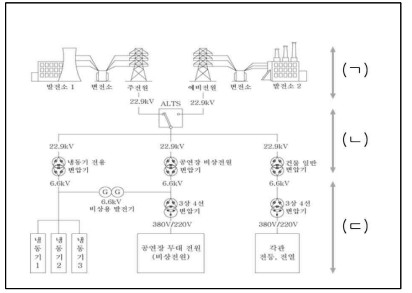 발전소 1 변전소 주전원 예비전원 변전소 발전소 2
(ㄱ)
22.9kV ALTS 22.9kV
(ㄴ)
22.9kV 22.9kV 22.9kV
냉동기 전용
변압기
공연장 비상전원
변압기
건물 일반
변압기
6.6kV 6.6kV 6.6kV
G G
6.6kV
비상용 발전기
3상 4선
변압기
3상 4선
변압기
(ㄷ)
380V/220V 380V/220V
냉동기 1
냉동기 2
냉동기 3
공연장 무대 전원
(비상전원)
각관
전등, 전열